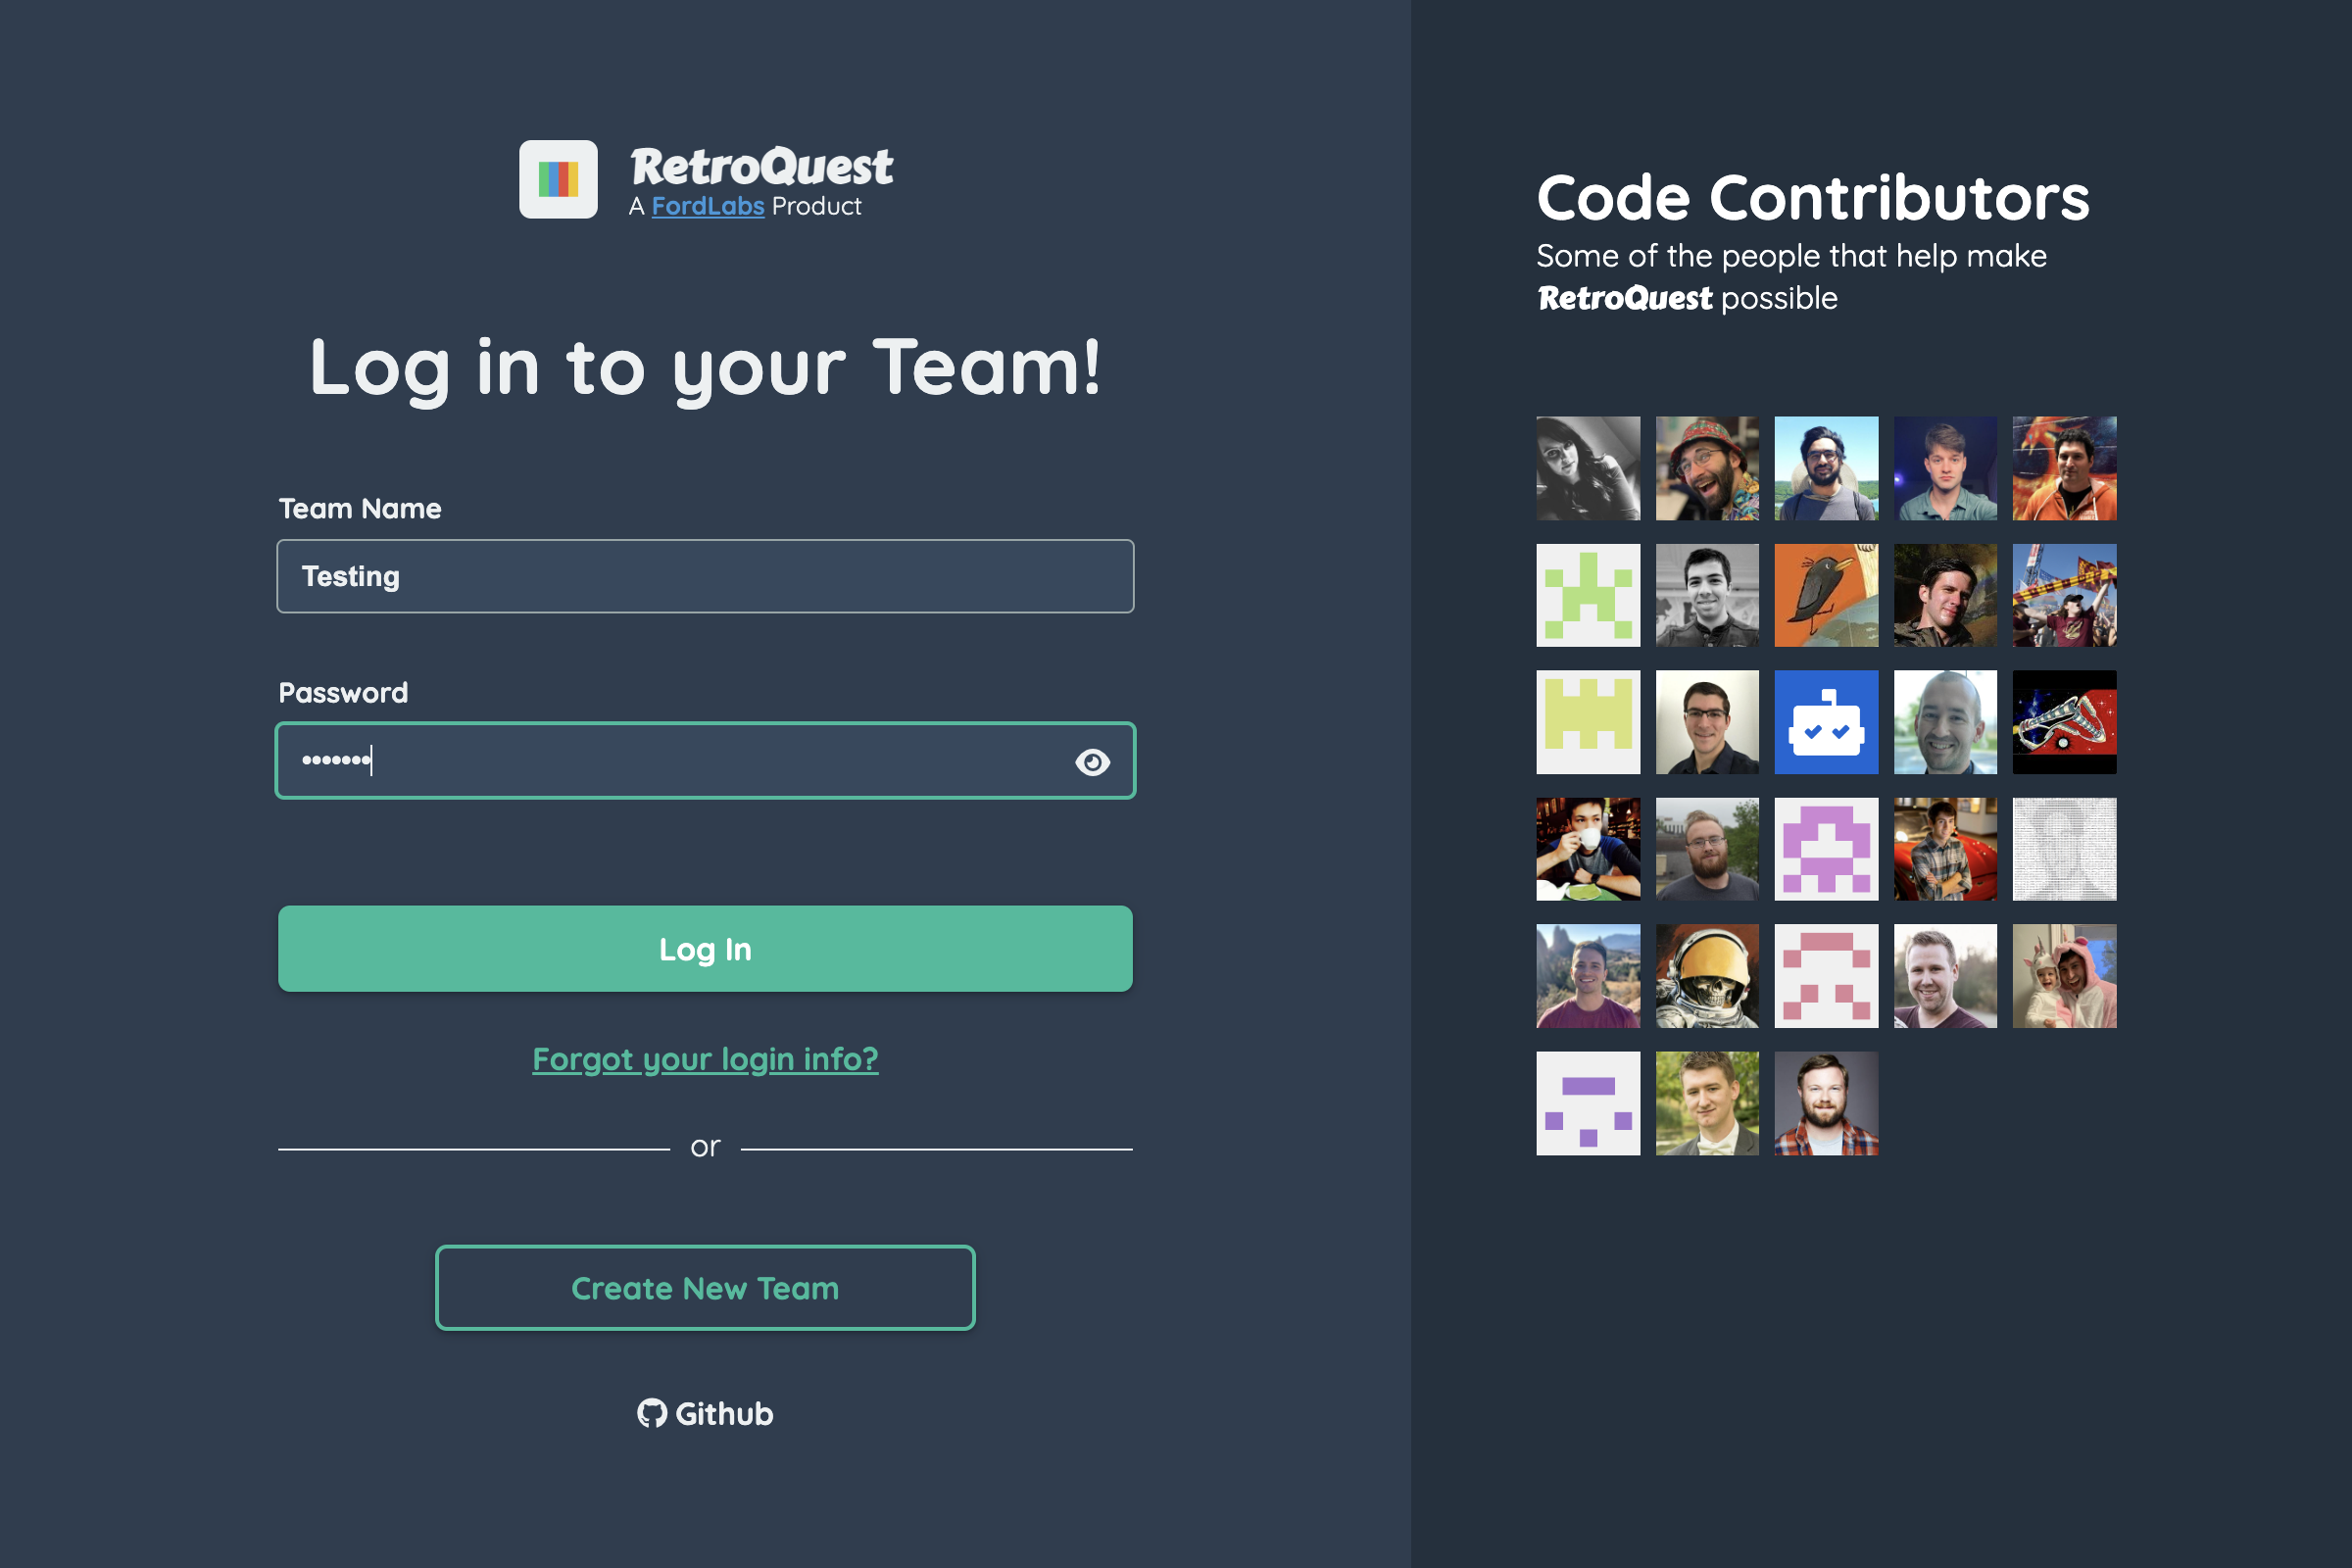 RetroQuest
A FordLabs Product
Log in to your Team!
Team Name
Testing
Password
•••••••
Log In
Forgot your login info?
or
Create New Team
Github
Code Contributors
Some of the people that help make
RetroQuest possible